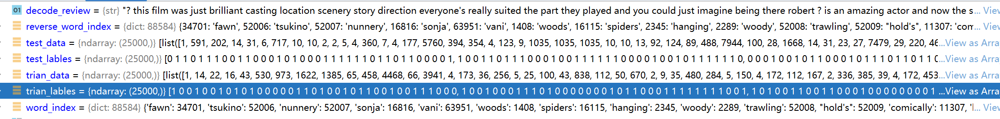 01 decode_review = {str} "? this film was just brilliant casting location scenery story direction everyone's really suited the part they played and you could just imagine being there robert ? is an amazing actor and now the s... View
reverse_word_index = {dict: 88584} {34701: 'fawn', 52006: 'tsukino', 52007: 'nunnery', 16816: 'sonja', 63951: 'vani', 1408: 'woods', 16115: 'spiders', 2345: 'hanging', 2289: 'woody', 52008: 'trawling', 52009: "hold's", 11307: 'com... View
test_data = {ndarray: (25000,)} [list([1, 591, 202, 14, 31, 6, 717, 10, 10, 2, 2, 5, 4, 360, 7, 4, 177, 5760, 394, 354, 4, 123, 9, 1035, 1035, 1035, 10, 10, 13, 92, 124, 89, 488, 7944, 100, 28, 1668, 14, 31, 23, 27, 7479, 29, 220, 46...View as Arra
test_lables = {ndarray: (25000,)} [0 1 1 0 1 1 1 0 0 1 1 0 0 0 1 0 1 0 0 0 1 1 1 1 1 1 0 1 1 0 1 1 0 0 0 0 1, 1 0 0 1 1 0 1 1 1 0 0 0 1 0 0 1 1 1 1 1 1 0 0 0 0 1 0 0 1 0 1 1 1 1 1 1 0, 0 0 0 1 0 0 1 0 1 1 0 0 0 1 0 1 1 1 0 1 1 0 1 1 0...View as Arra
trian_data = {ndarray: (25000,)} [list([1, 14, 22, 16, 43, 530, 973, 1622, 1385, 65, 458, 4468, 66, 3941, 4, 173, 36, 256, 5, 25, 100, 43, 838, 112, 50, 670, 2, 9, 35, 480, 284, 5, 150, 4, 172, 112, 167, 2, 336, 385, 39, 4, 172, 453...View as Arra
trian_lables = {ndarray: (25000,)} [1 0 0 1 0 0 1 0 1 0 1 0 0 0 0 0 1 1 0 1 0 0 1 0 1 1 0 0 1 0 0 1 1 1 0 0 0, 1 0 0 1 0 0 0 1 1 1 0 1 0 0 0 0 0 0 0 1 0 1 1 0 0 0 1 1 1 1 1 1 1 1 0 0 1, 1 0 1 0 0 1 1 0 0 1 1 0 0 0 1 0 0 0 0 0 0 0 0 0 1 ...View as Arra
word_index = {dict: 88584} {'fawn': 34701, 'tsukino': 52006, 'nunnery': 52007, 'sonja': 16816, 'vani': 63951, 'woods': 1408, 'spiders': 16115, 'hanging': 2345, 'woody': 2289, 'trawling': 52008, "hold's": 52009, 'comically': 11307, '... View